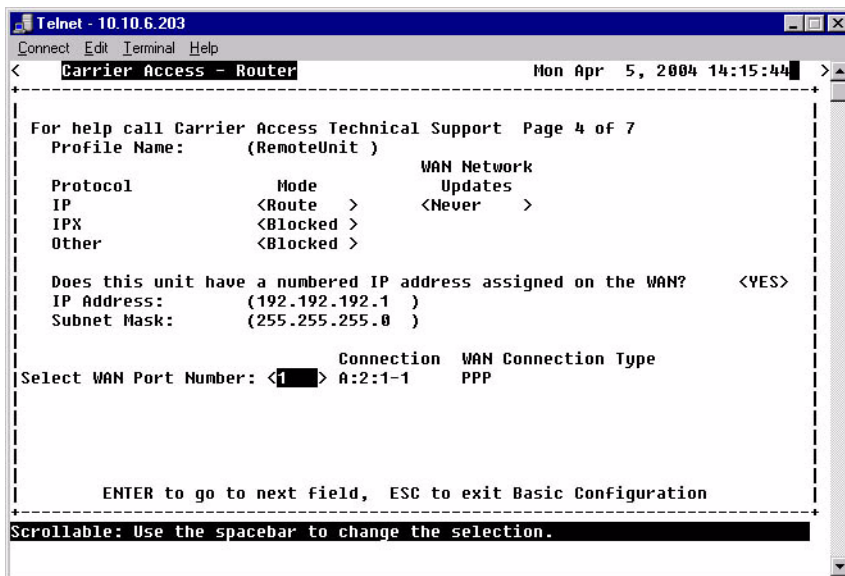 Telnet - 10.10.6.203
Connect Edit Terminal Help
< Carrier Access - Router Mon Apr 5, 2004 14:15:44 >
For help call Carrier Access Technical Support Page 4 of 7
Profile Name: (RemoteUnit )
WAN Network
Protocol Mode Updates
IP <Route > <Never >
IPX <Blocked >
Other <Blocked >
Does this unit have a numbered IP address assigned on the WAN? <YES>
IP Address: (192.192.192.1 )
Subnet Mask: (255.255.255.0 )
Connection WAN Connection Type
Select WAN Port Number: <1 > A:2:1-1 PPP
ENTER to go to next field, ESC to exit Basic Configuration
Scrollable: Use the spacebar to change the selection.